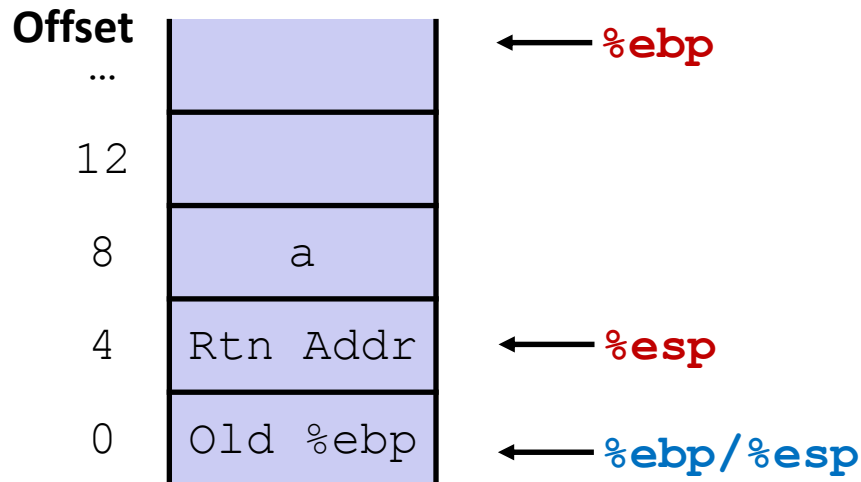 Offset
%ebp
…
12
8 a
4 Rtn Addr %esp
0 Old %ebp %ebp/%esp